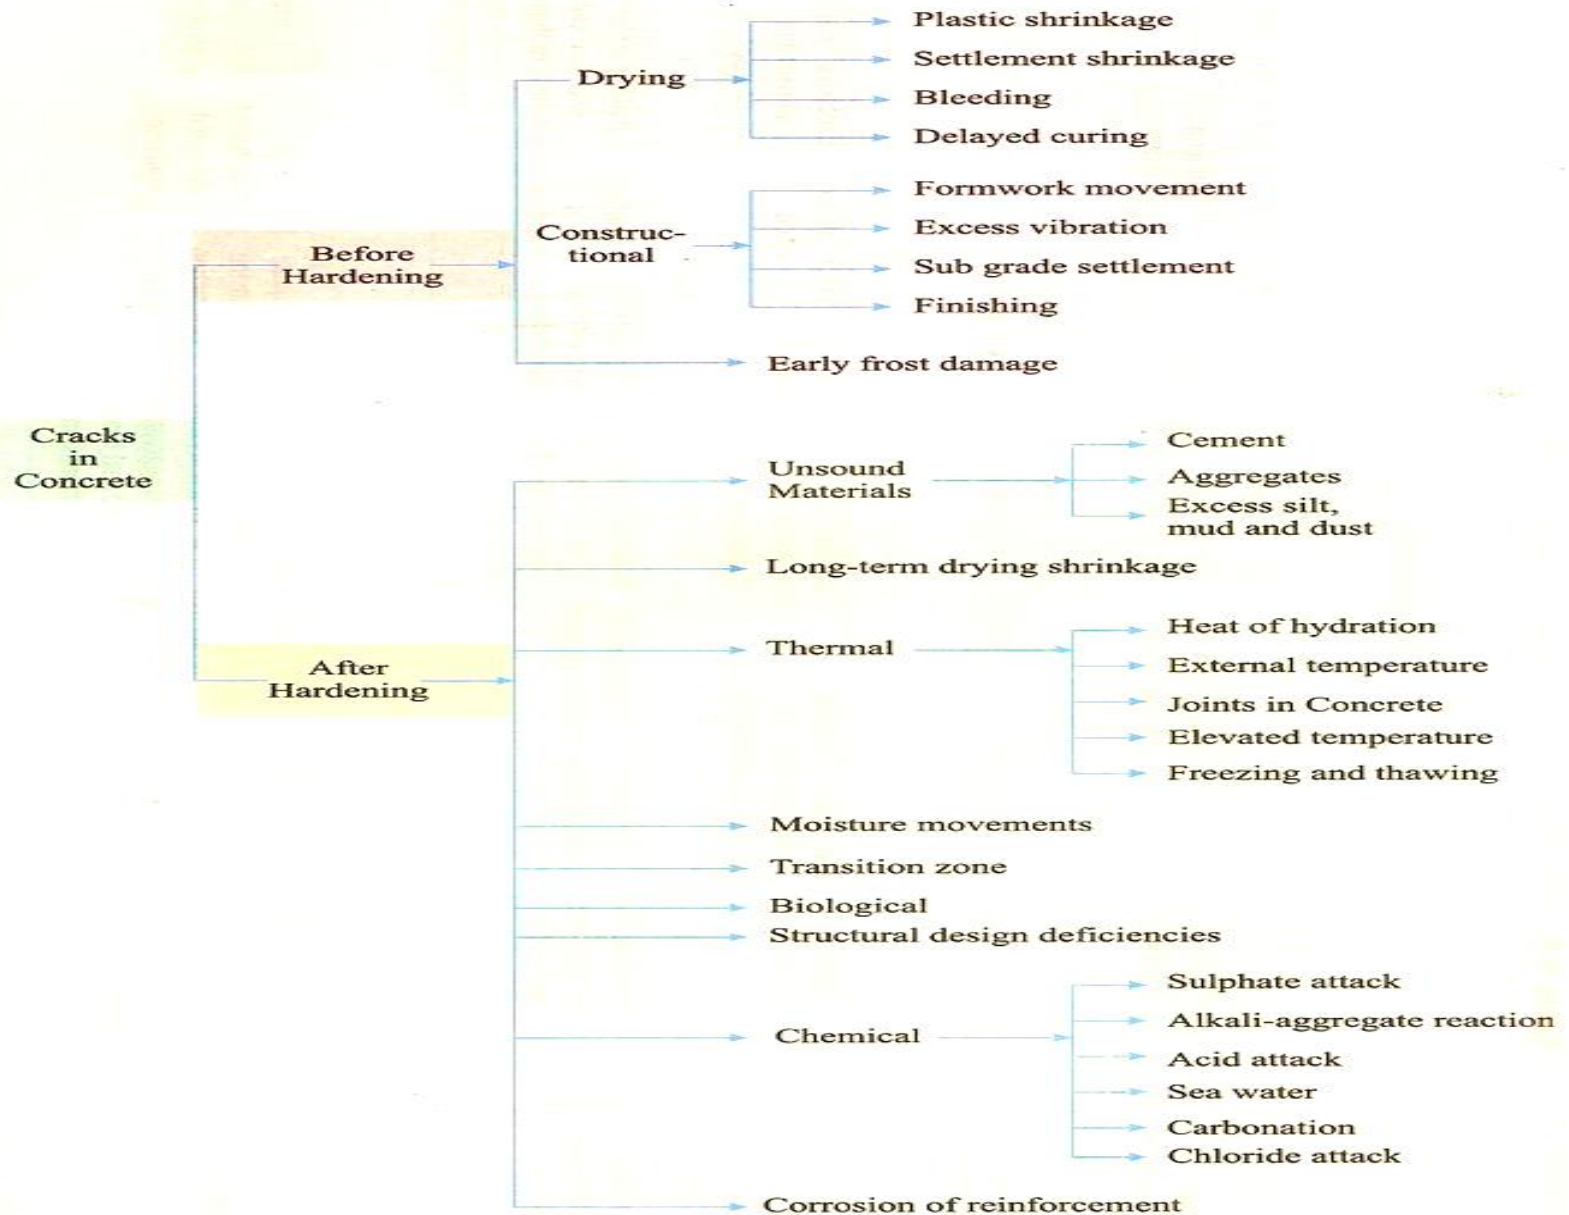 Plastic shrinkage
Settlement shrinkage
Drying
Bleeding
Delayed curing
Formwork movement
Excess vibration
Construc-
tional
Sub grade settlement
Finishing
Before
Hardening
Early frost damage
Cracks
in
Concrete
Unsound
Materials
Cement
Aggregates
Excess silt,
mud and dust
Long-term drying shrinkage
After
Hardening
Thermal
Heat of hydration
External temperature
Joints in Concrete
Elevated temperature
Freezing and thawing
Moisture movements
Transition zone
Biological
Structural design deficiencies
Chemical
Sulphate attack
Alkali-aggregate reaction
Acid attack
Sea water
Carbonation
Chloride attack
Corrosion of reinforcement